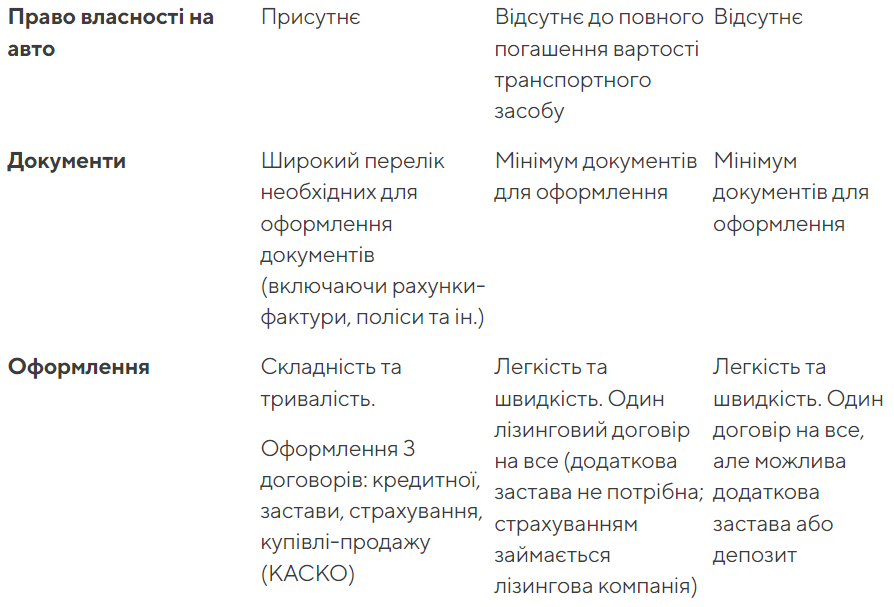 Право власності на
авто
Присутнє
Відсутнє до повного
погашення вартості
транспортного
засобу
Відсутнє
Документи
Широкий перелік
необхідних для
оформлення
документів
(включаючи рахунки-
фактури, поліси та ін.)
Мінімум документів
для оформлення
Мінімум
документів для
оформлення
Оформлення
Складність та
тривалість.
Оформлення 3
договорів: кредитної,
застави, страхування,
купівлі-продажу
(КАСКО)
Легкість та
швидкість. Один
лізинговий договір
на все (додаткова
застава не потрібна;
страхуванням
займається
лізингова компанія)
Легкість та
швидкість. Один
договір на все,
але можлива
додаткова
застава або
депозит